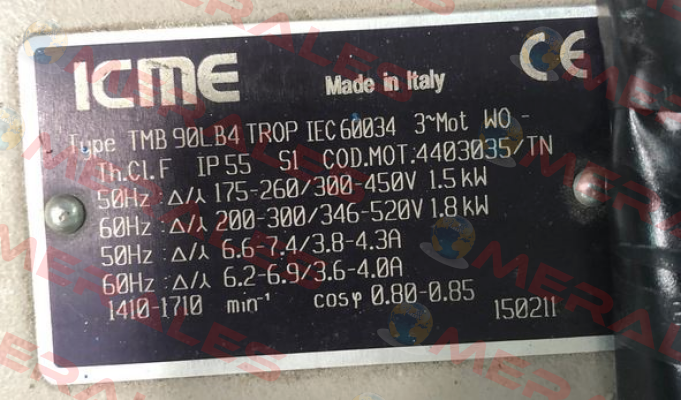 ICME
Made in Italy
CE
Type TMB 90L B4 TROP IEC 60034 3~Mot WO -
Th.Cl.F IP 55 S1 COD.MOT.4403035/TN
50Hz : Δ/⅄ 175-260/300-450V 1.5 kW
60Hz : Δ/⅄ 200-300/346-520V 1.8 kW
50Hz : Δ/⅄ 6.6-7.4/3.8-4.3A
60Hz : Δ/⅄ 6.2-6.9/3.6-4.0A
1410-1710 min⁻¹ cosφ 0.80-0.85
150211
MERALES